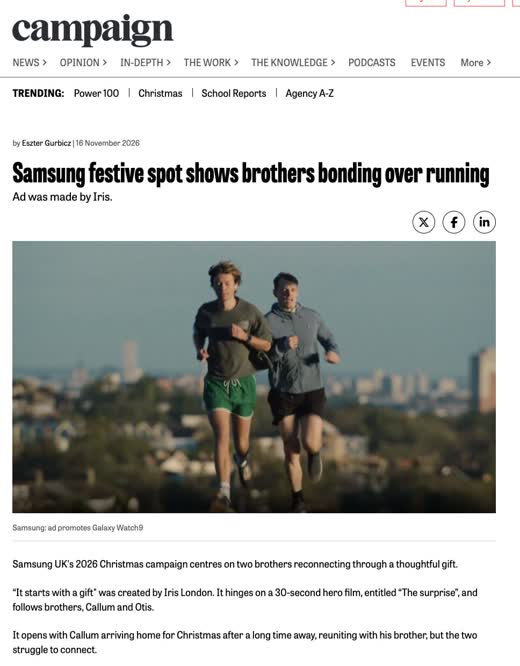 campaign
NEWS > OPINION > IN-DEPTH > THE WORK > THE KNOWLEDGE > PODCASTS EVENTS More >
TRENDING: Power 100 | Christmas | School Reports | Agency A-Z
by Eszter Gurbicz | 16 November 2026
Samsung festive spot shows brothers bonding over running
Ad was made by Iris.
X f in
Samsung: ad promotes Galaxy Watch9
Samsung UK's 2026 Christmas campaign centres on two brothers reconnecting through a thoughtful gift.
"It starts with a gift" was created by Iris London. It hinges on a 30-second hero film, entitled “The surprise”, and
follows brothers, Callum and Otis.
It opens with Callum arriving home for Christmas after a long time away, reuniting with his brother, but the two
struggle to connect.